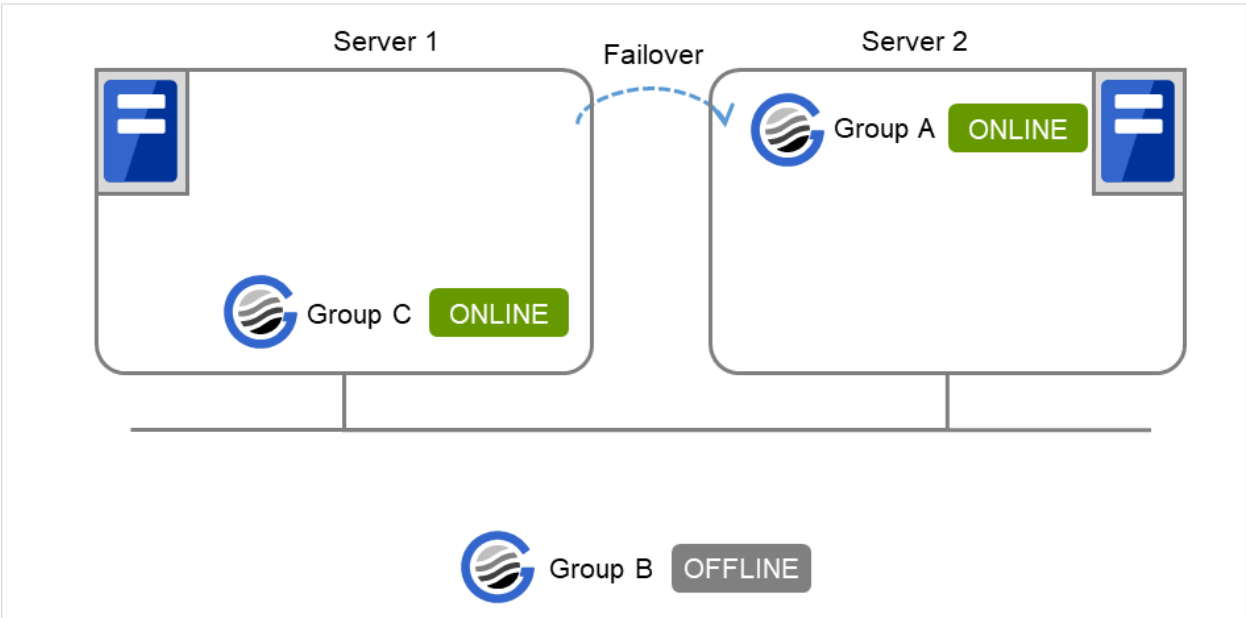 Server 1
Failover
Server 2
Group A ONLINE
Group C ONLINE
Group B OFFLINE